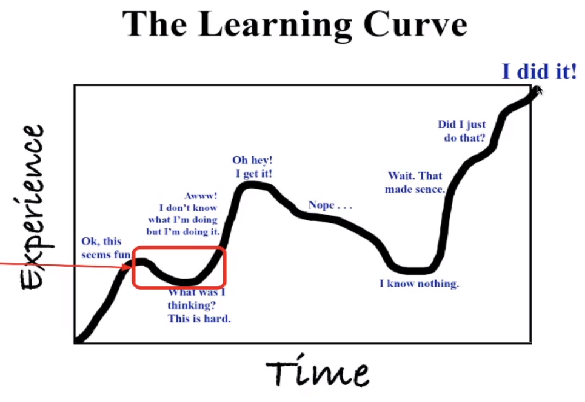 The Learning Curve
I did it!
Did I just
do that?
Oh hey!
I get it!
Wait. That
made sence.
Awww!
I don't know
what I'm doing
but I'm doing it.
Nope . . .
Ok, this
seems fun
I know nothing.
What was I
thinking?
This is hard.
Experience
Time